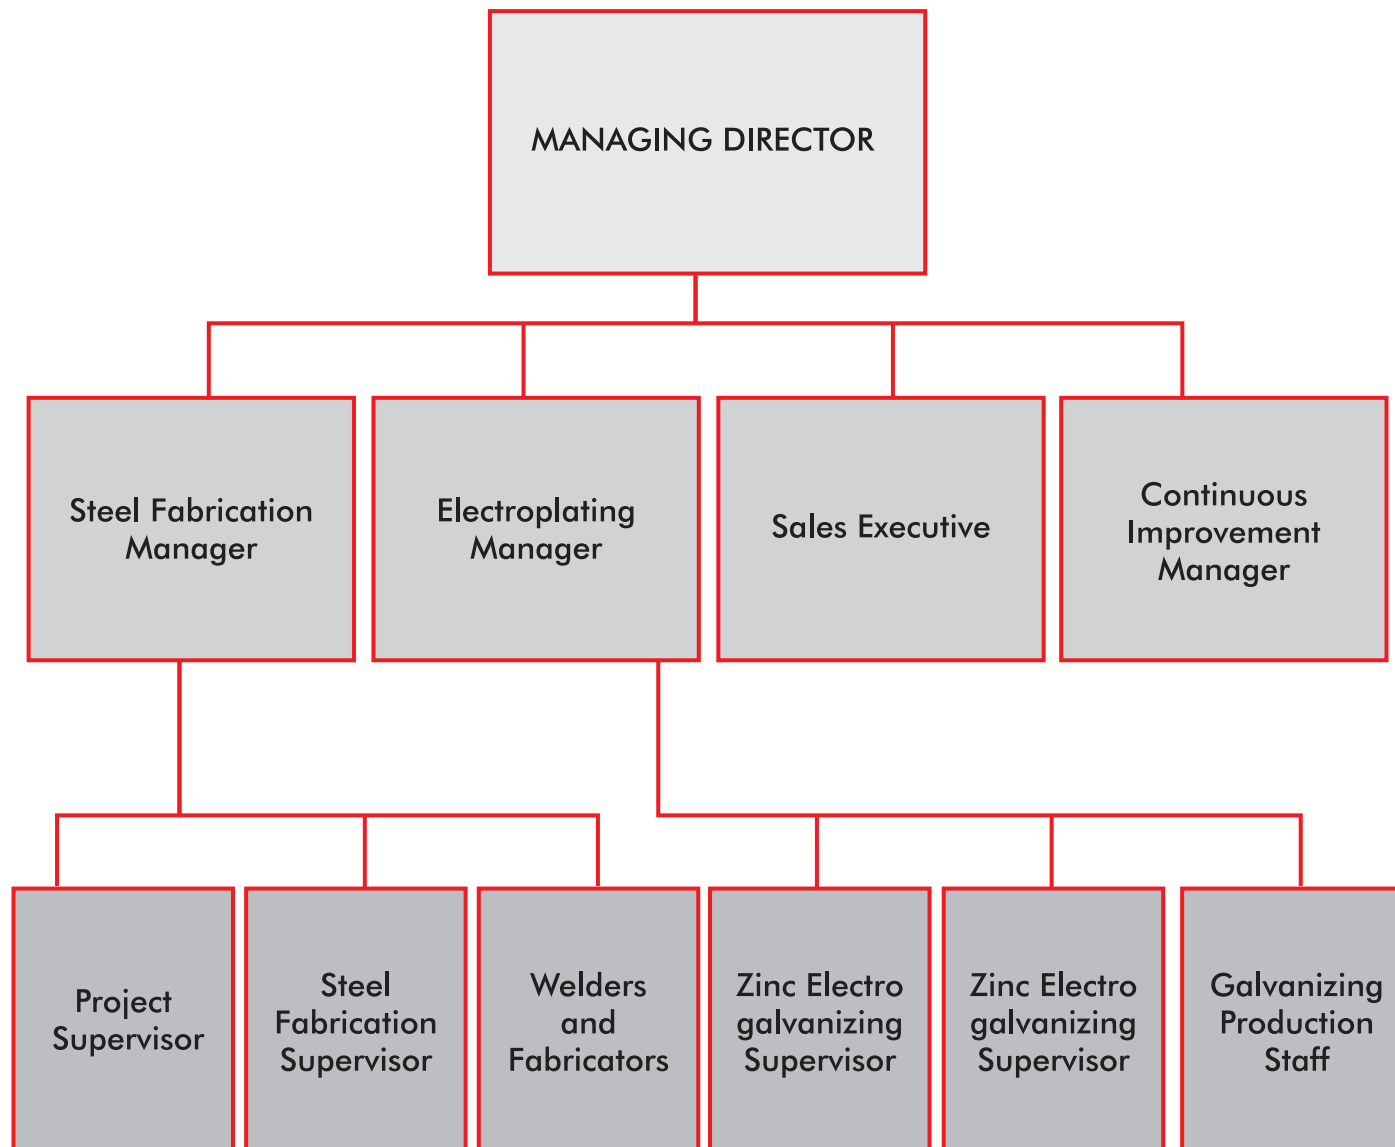 MANAGING DIRECTOR
Steel Fabrication
Manager
Electroplating
Manager
Sales Executive
Continuous
Improvement
Manager
Project
Supervisor
Steel
Fabrication
Supervisor
Welders
and
Fabricators
Zinc Electro
galvanizing
Supervisor
Zinc Electro
galvanizing
Supervisor
Galvanizing
Production
Staff